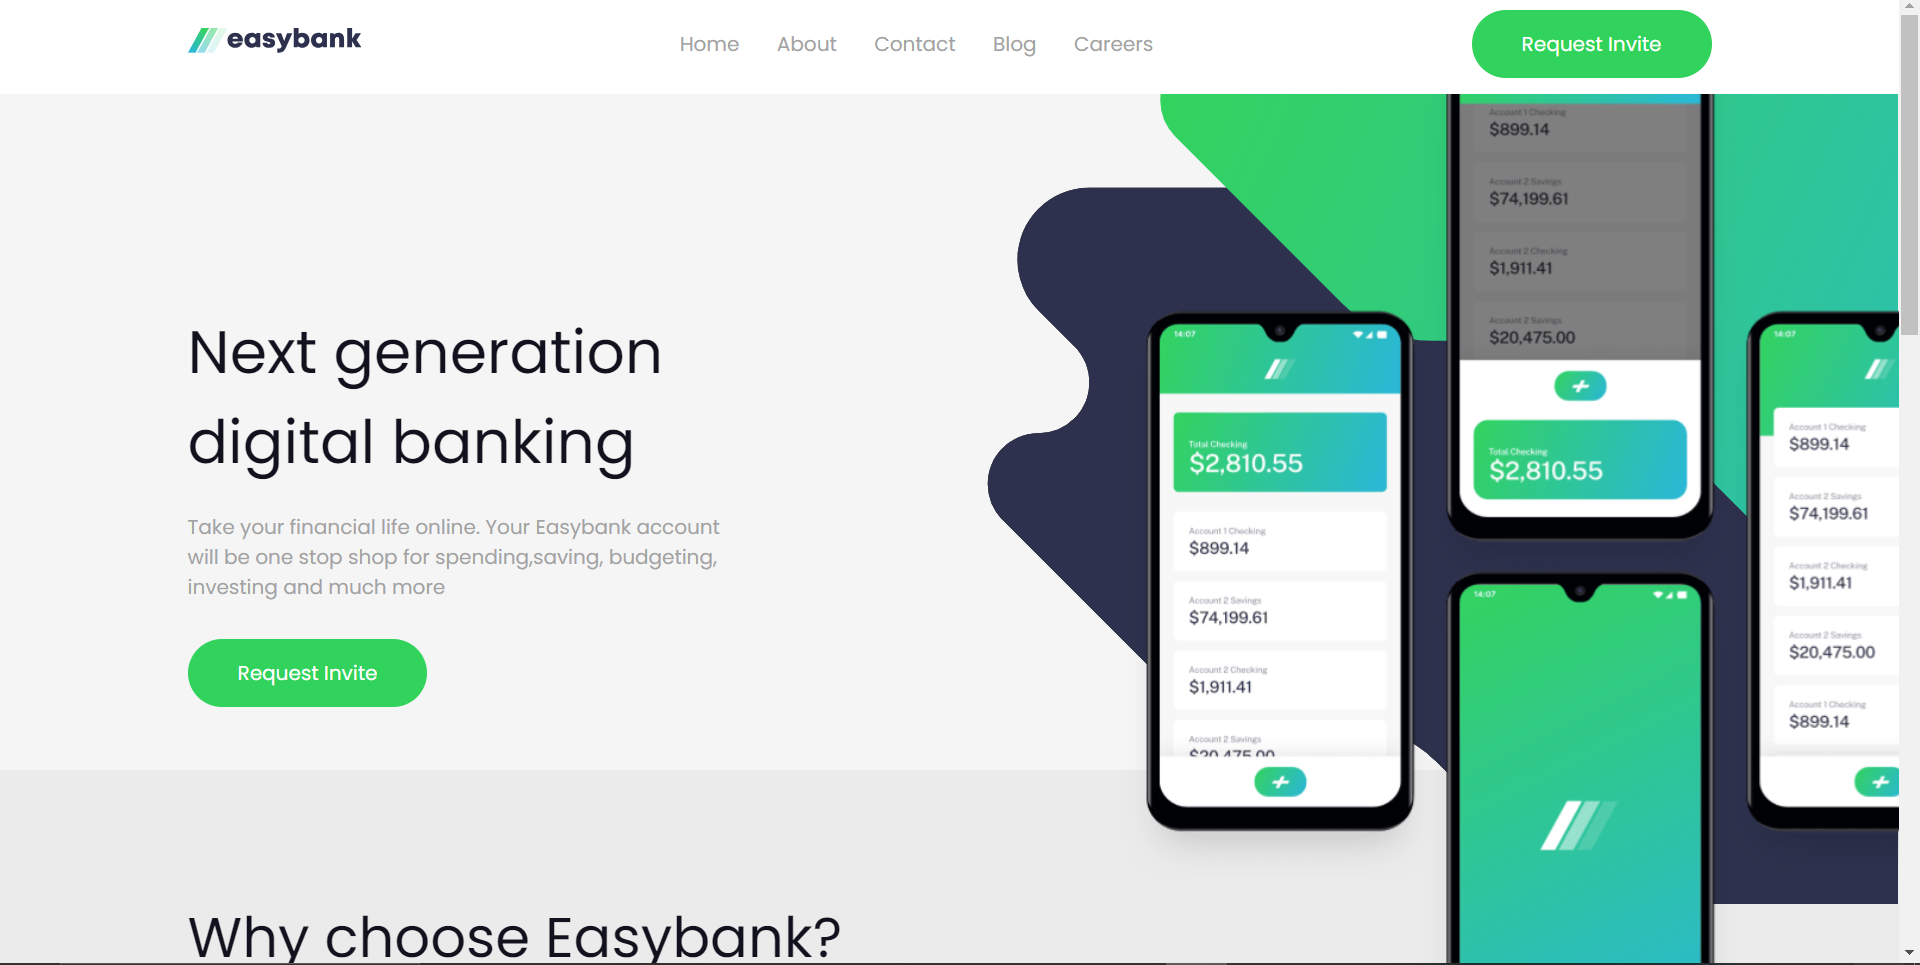 easybank
Home About Contact Blog Careers
Request Invite
Next generation
digital banking
Take your financial life online. Your Easybank account
will be one stop shop for spending,saving, budgeting,
investing and much more
Request Invite
Account 1 Checking
$899.14
Account 2 Savings
$74,199.61
Account 2 Checking
$1,911.41
Account 2 Savings
$20,475.00
Total Checking
$2,810.55
14:07
Total Checking
$2,810.55
Account 1 Checking
$899.14
Account 2 Savings
$74,199.61
Account 2 Checking
$1,911.41
Account 2 Savings
$20,475.00
14:07
14:07
Account 1 Checking
$899.14
Account 2 Savings
$74,199.61
Account 2 Checking
$1,911.41
Account 2 Savings
$20,475.00
Account 1 Checking
$899.14
Why choose Easybank?